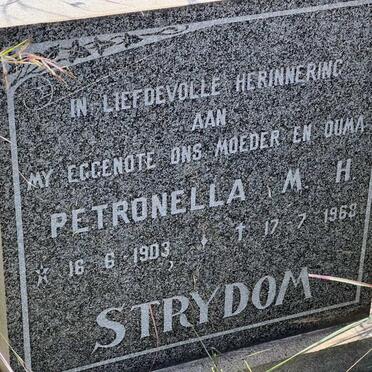 IN LIEFDEVOLLE HERINNERING
AAN
MY EGGENOTE ONS MOEDER EN OUMA
PETRONELLA M H
* 16-6-1903 † 17-7-1968
STRYDOM